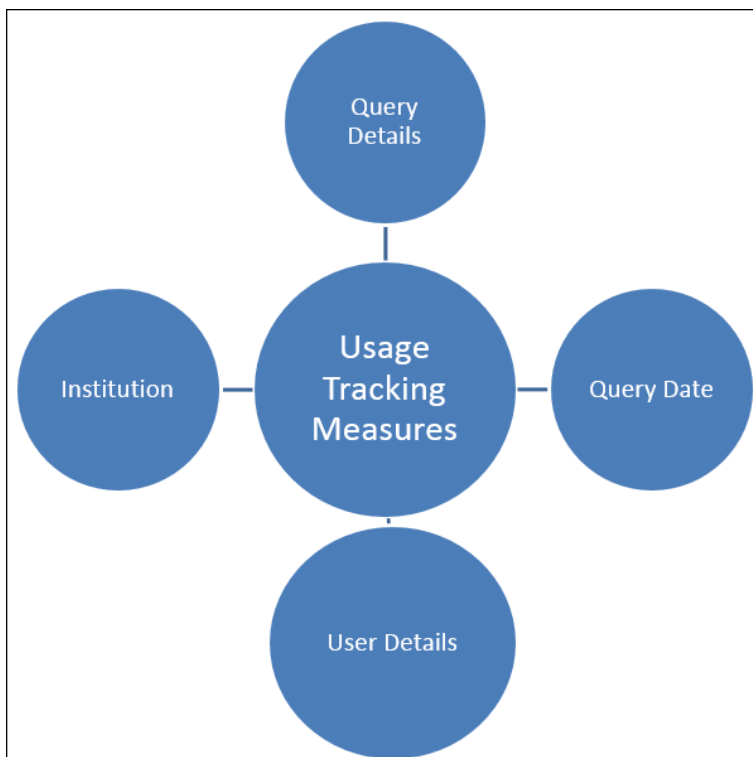 Query
Details
Institution
Usage
Tracking
Measures
Query Date
User Details